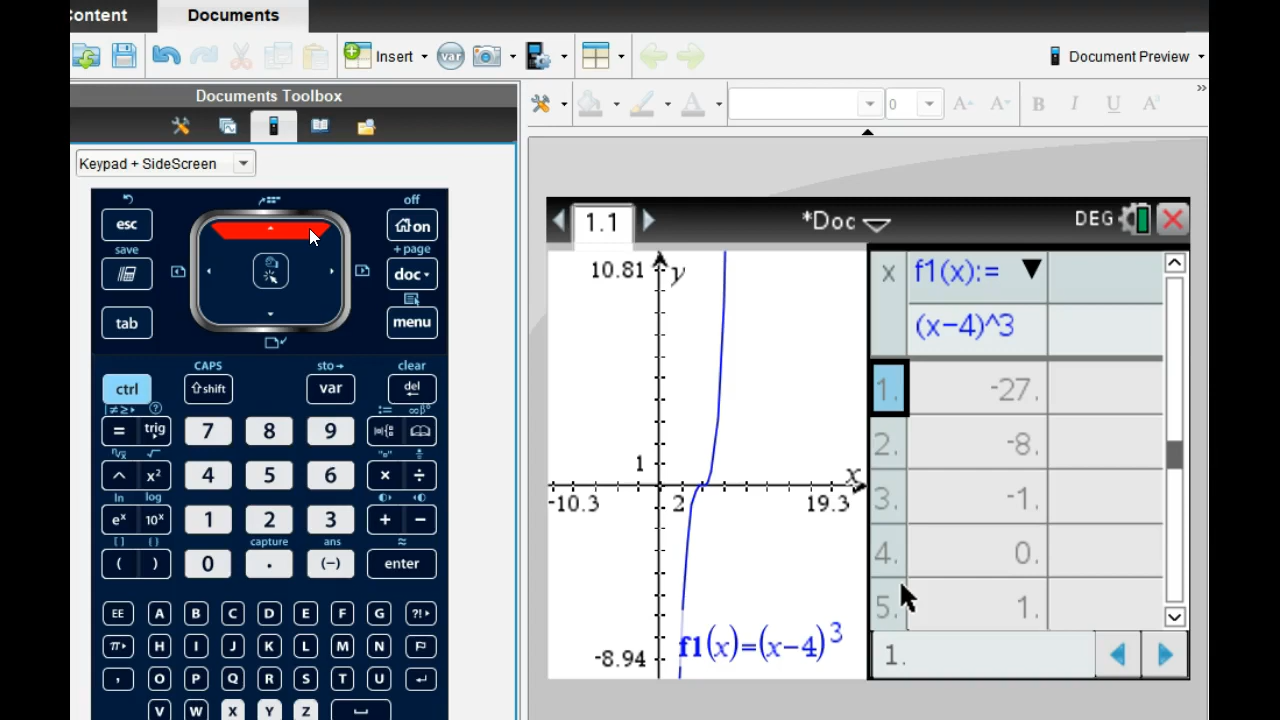 ontent
Documents
Insert
var
Document Preview
Documents Toolbox
A
0
A
A
B
I
U
A
»
Keypad + SideScreen
off
esc
on
save
+ page
doc
tab
menu
CAPS
sto→
clear
ctrl
⇧shift
var
del
|≠≥▸
:=
∞β°
=
trig
7
8
9
ⁿ√x
√
"□"
^
x²
4
5
6
×
÷
ln
log
eˣ
10ˣ
1
2
3
+
−
[ ]
{ }
capture
ans
≈
(
)
0
.
(−)
enter
EE
A
B
C
D
E
F
G
?!▸
π▸
H
I
J
K
L
M
N
,
O
P
Q
R
S
T
U
V
W
X
Y
Z
1.1
*Doc
DEG
10.81
y
1
x
-10.3
2
19.3
-8.94
f1(x)=(x−4)³
x
f1(x):=
▼
(x−4)^3
1.
-27.
2.
-8.
3.
-1.
4.
0.
5.
1.
1.